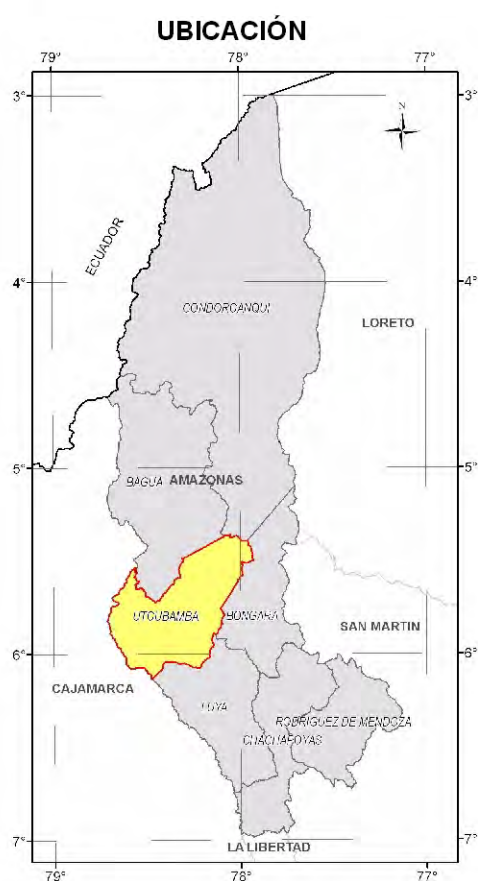 UBICACIÓN
79° 78° 77°
3° 3°
N
ECUADOR
4° 4°
CONDORCANQUI
LORETO
5° 5°
BAGUA AMAZONAS
UTCUBAMBA BONGARA
SAN MARTIN
6° 6°
CAJAMARCA
LUYA
RODRIGUEZ DE MENDOZA
CHACHAPOYAS
7° 7°
LA LIBERTAD
79° 78° 77°